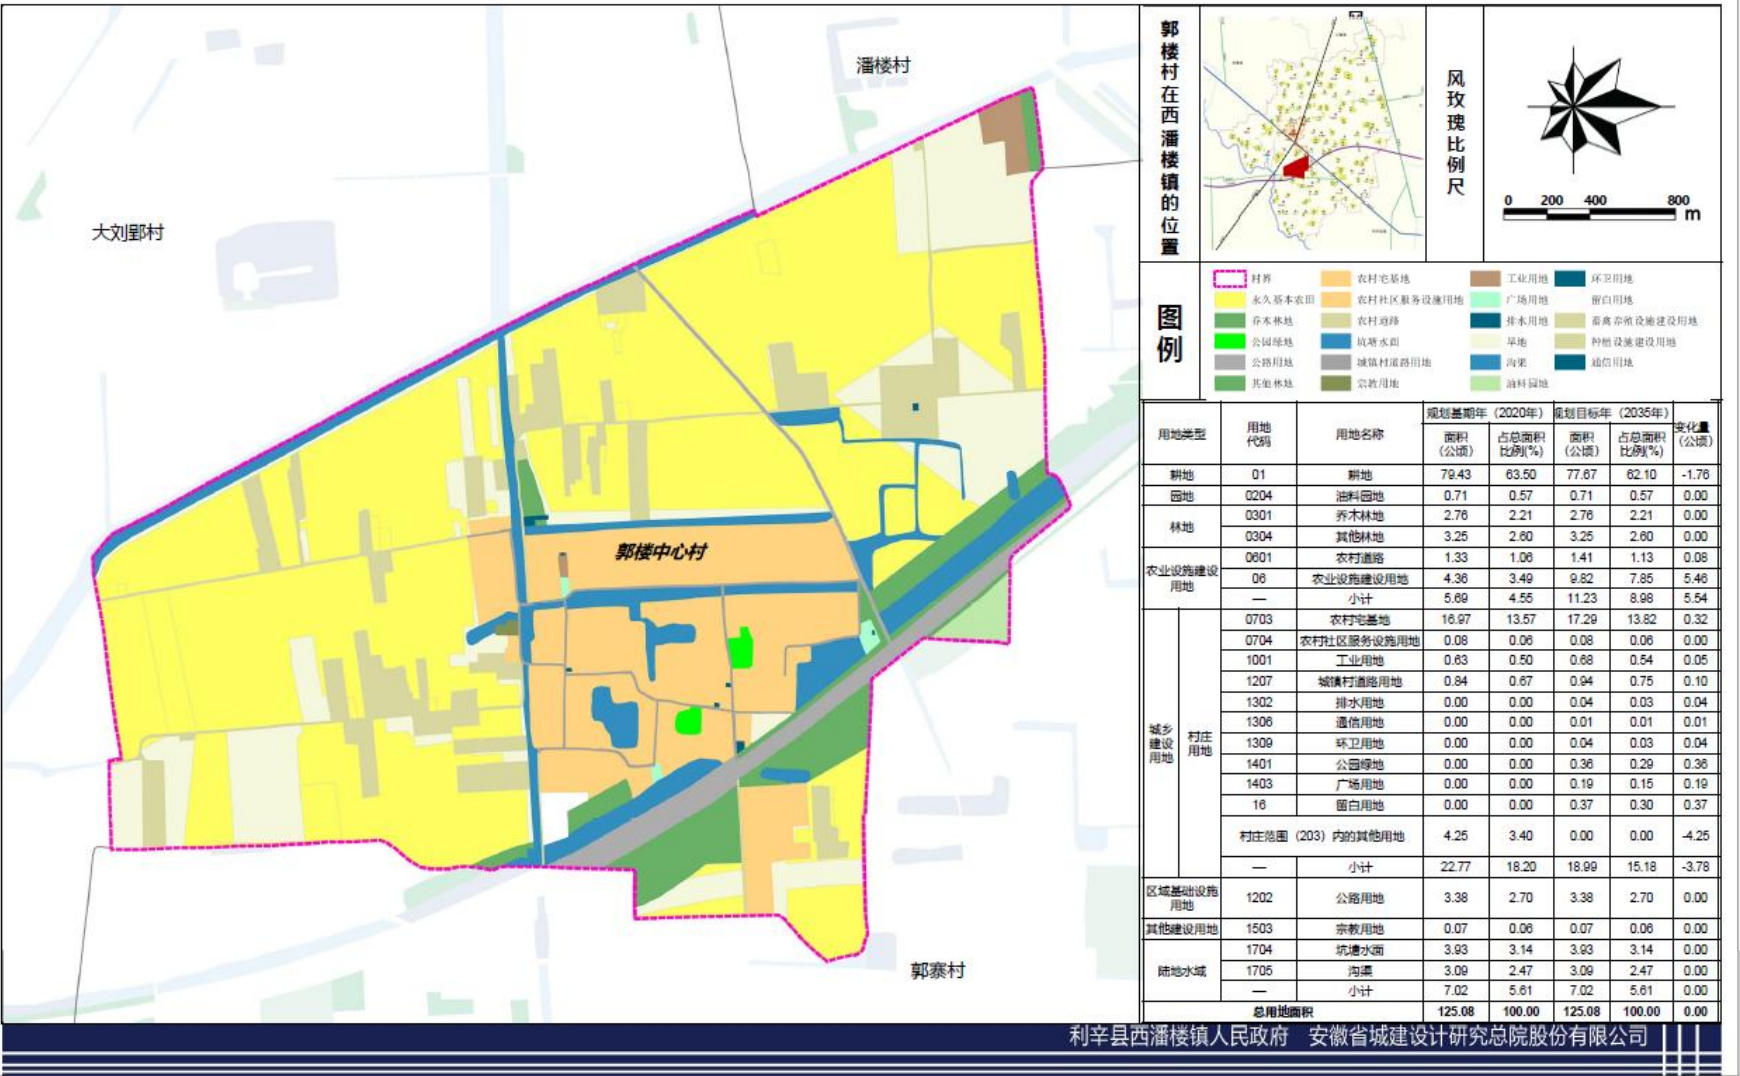 潘楼村
大刘郢村
郭楼中心村
郭寨村
郭楼村在西潘楼镇的位置
风玫瑰比例尺
0 200 400 800
m
图例
村界 农村宅基地 工业用地 环卫用地
永久基本农田 农村社区服务设施用地 广场用地 留白用地
乔木林地 农村道路 排水用地 畜禽养殖设施建设用地
公园绿地 坑塘水面 旱地 种植设施建设用地
公路用地 城镇村道路用地 沟渠 通信用地
其他林地 宗教用地 油料园地
用地类型 用地代码 用地名称 规划基期年（2020年） 规划目标年（2035年） 变化量（公顷）
面积（公顷） 占总面积比例(%) 面积（公顷） 占总面积比例(%)
耕地 01 耕地 79.43 63.50 77.67 62.10 -1.76
园地 0204 油料园地 0.71 0.57 0.71 0.57 0.00
林地 0301 乔木林地 2.76 2.21 2.76 2.21 0.00
0304 其他林地 3.25 2.60 3.25 2.60 0.00
农业设施建设用地 0601 农村道路 1.33 1.06 1.41 1.13 0.08
06 农业设施建设用地 4.36 3.49 9.82 7.85 5.46
— 小计 5.69 4.55 11.23 8.98 5.54
城乡建设用地 村庄用地 0703 农村宅基地 16.97 13.57 17.29 13.82 0.32
0704 农村社区服务设施用地 0.08 0.06 0.08 0.06 0.00
1001 工业用地 0.63 0.50 0.68 0.54 0.05
1207 城镇村道路用地 0.84 0.67 0.94 0.75 0.10
1302 排水用地 0.00 0.00 0.04 0.03 0.04
1306 通信用地 0.00 0.00 0.01 0.01 0.01
1309 环卫用地 0.00 0.00 0.04 0.03 0.04
1401 公园绿地 0.00 0.00 0.36 0.29 0.36
1403 广场用地 0.00 0.00 0.19 0.15 0.19
16 留白用地 0.00 0.00 0.37 0.30 0.37
村庄范围（203）内的其他用地 4.25 3.40 0.00 0.00 -4.25
— 小计 22.77 18.20 18.99 15.18 -3.78
区域基础设施用地 1202 公路用地 3.38 2.70 3.38 2.70 0.00
其他建设用地 1503 宗教用地 0.07 0.06 0.07 0.06 0.00
陆地水域 1704 坑塘水面 3.93 3.14 3.93 3.14 0.00
1705 沟渠 3.09 2.47 3.09 2.47 0.00
— 小计 7.02 5.61 7.02 5.61 0.00
总用地面积 125.08 100.00 125.08 100.00 0.00
利辛县西潘楼镇人民政府 安徽省城建设计研究总院股份有限公司